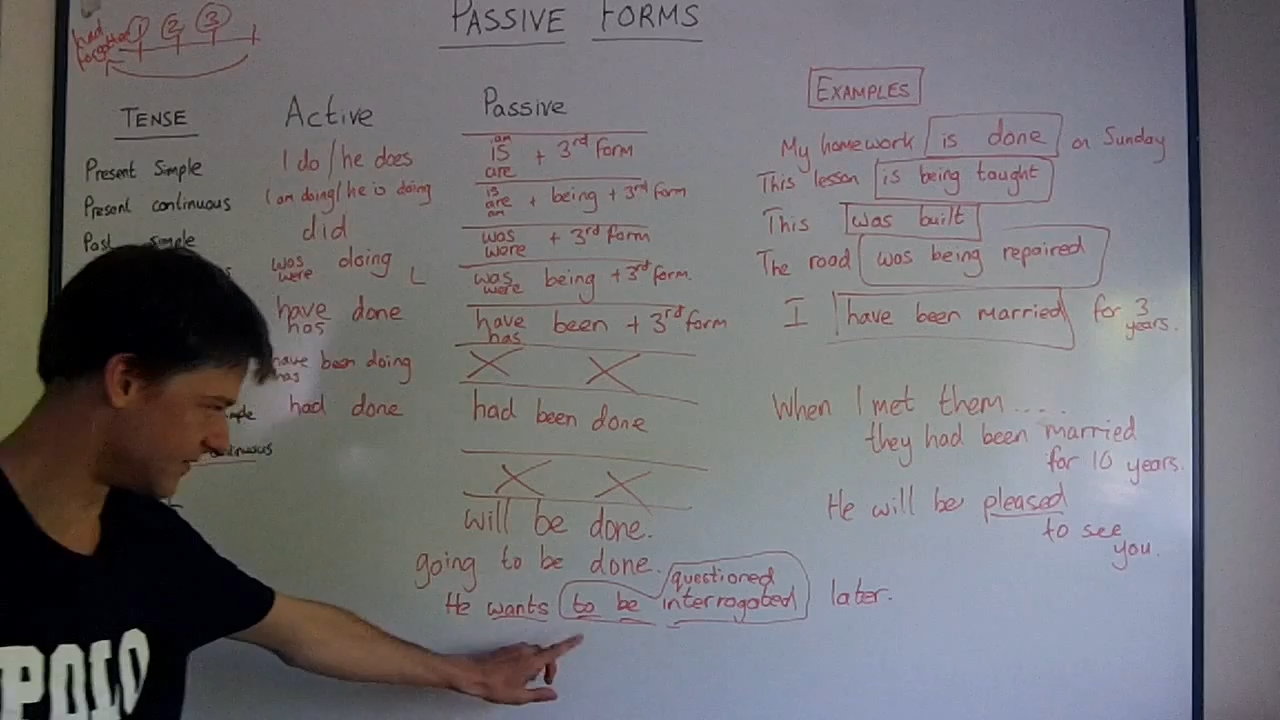 PASSIVE FORMS
had
1 2 3
TENSE
Active
Passive
EXAMPLES
Present Simple
I do / he does
am
is + 3rd form
are
My homework is done on Sunday
Present continuous
I am doing / he is doing
is
are + being + 3rd form
am
This lesson is being taught
Past Simple
did
was + 3rd form
were
This was built
was doing
were
was being + 3rd form.
were
The road was being repaired
have done
has
have been + 3rd form
has
I have been married for 3
years.
have been doing
has
X X
had done
had been done
When I met them....
they had been married
for 10 years.
X X
will be done.
He will be pleased
to see
you.
going to be done.
questioned
He wants to be interrogated later.
POLO